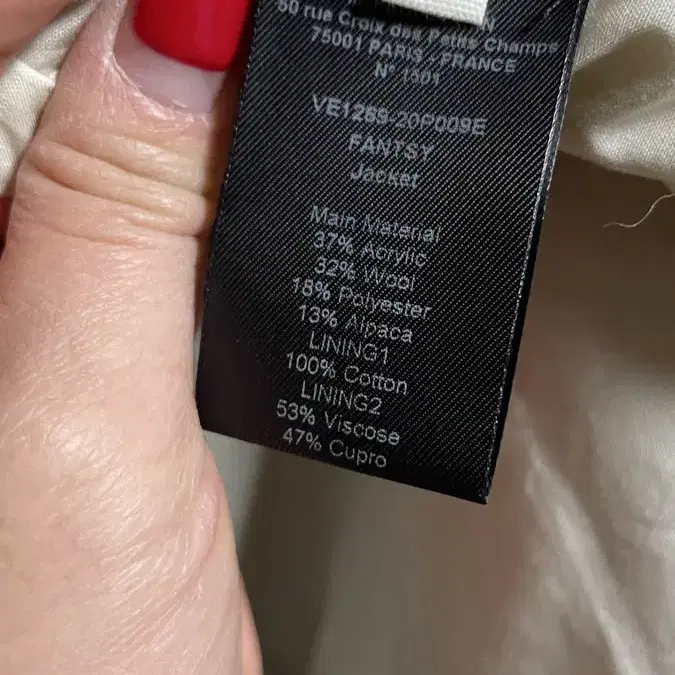 50 rue Croix des Petits Champs
75001 PARIS - FRANCE
N° 1501
VE1289-20P009E
FANTSY
Jacket
Main Material
37% Acrylic
32% Wool
18% Polyester
13% Alpaca
LINING1
100% Cotton
LINING2
53% Viscose
47% Cupro